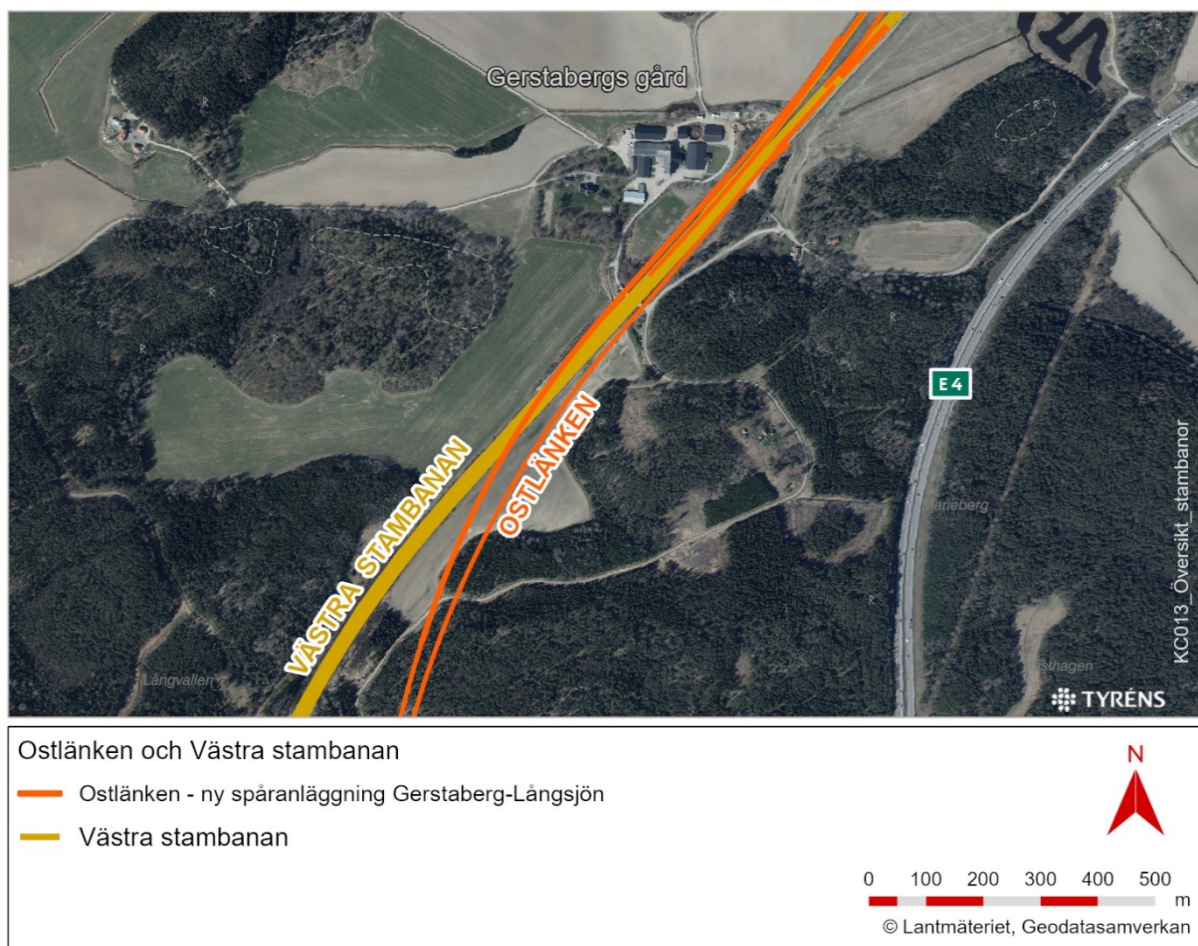 Gerstabergs gård
R
R
R
R
R
E4
OSTLÄNKEN
VÄSTRA STAMBANAN
R
Långvallen
KC013_Översikt_stambanor
TYRÉNS
Ostlänken och Västra stambanan
Ostlänken - ny spåranläggning Gerstaberg-Långsjön
Västra stambanan
N
0 100 200 300 400 500
m
© Lantmäteriet, Geodatasamverkan